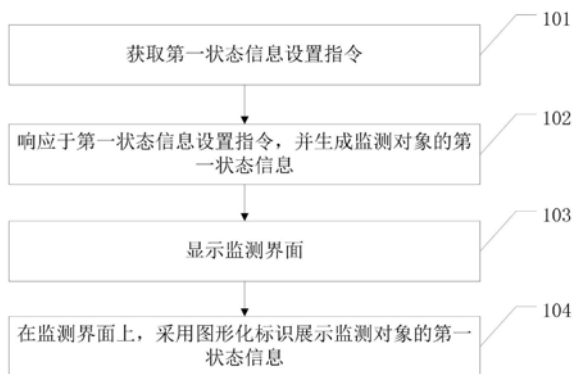 101
获取第一状态信息设置指令
102
响应于第一状态信息设置指令，并生成监测对象的第
一状态信息
103
显示监测界面
104
在监测界面上，采用图形化标识展示监测对象的第一
状态信息